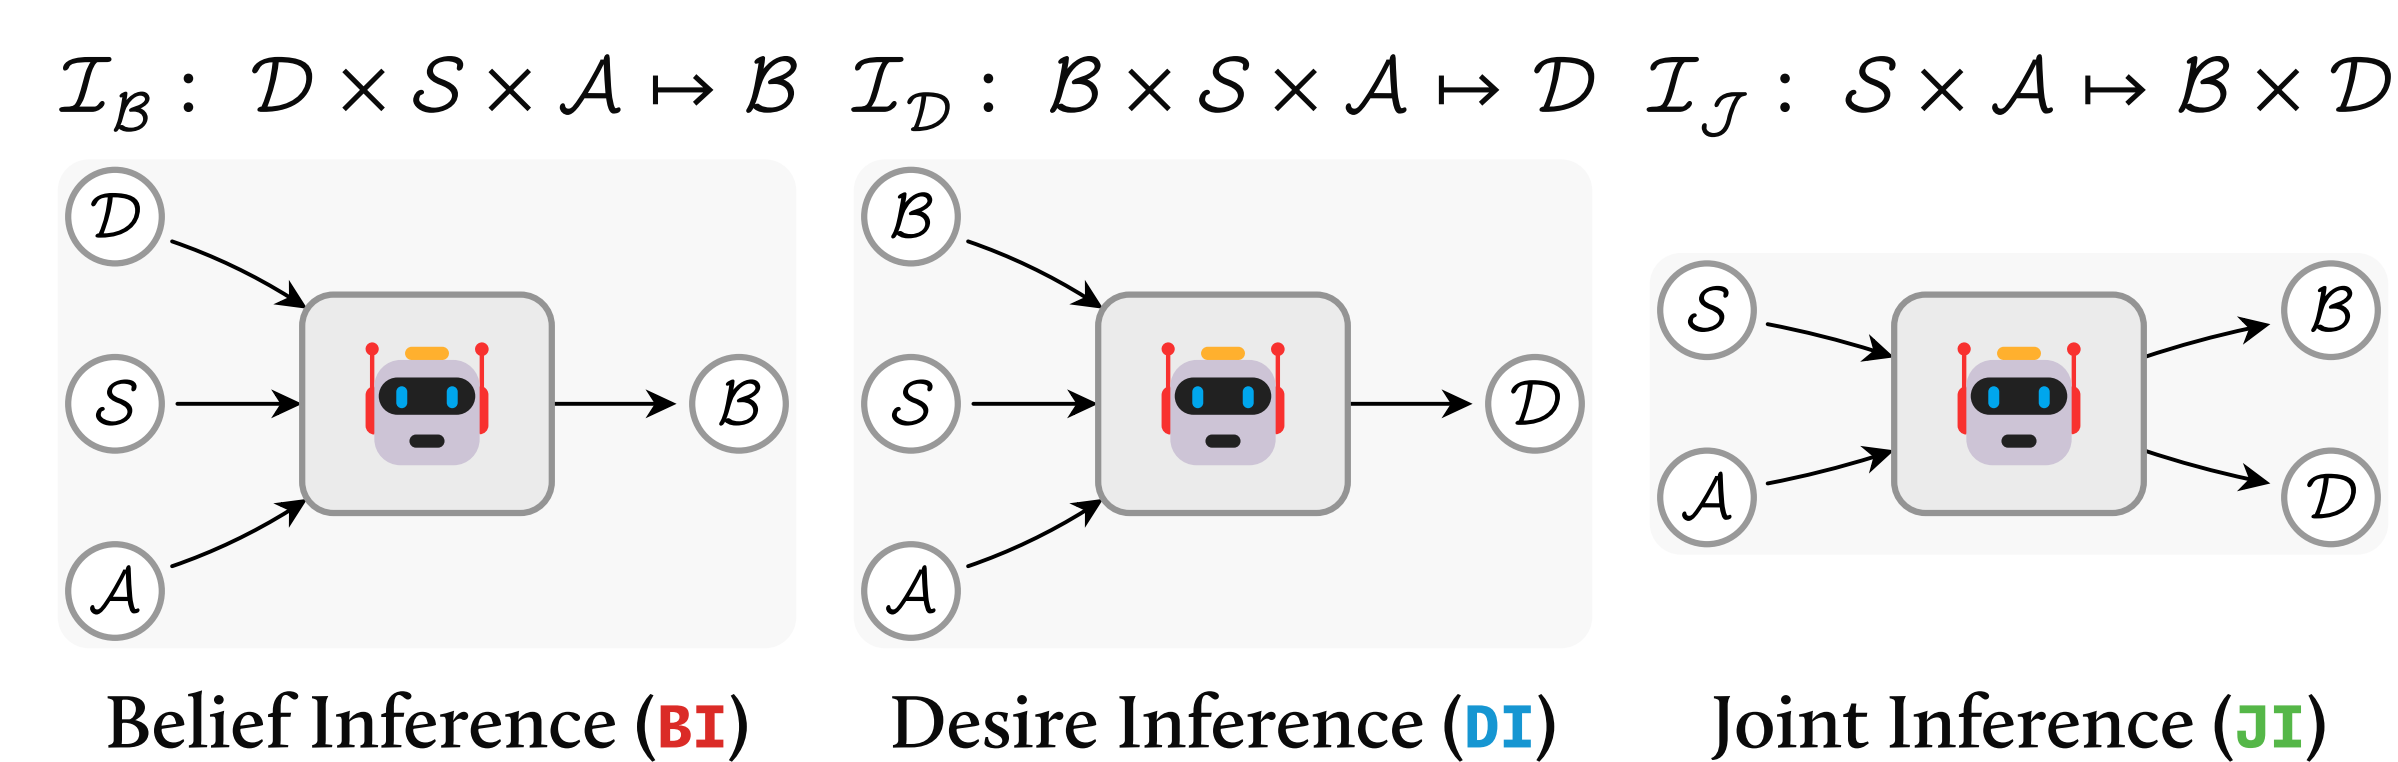 ℐ_ℬ : 𝒟 × 𝒮 × 𝒜 ↦ ℬ
ℐ_𝒟 : ℬ × 𝒮 × 𝒜 ↦ 𝒟
ℐ_𝒥 : 𝒮 × 𝒜 ↦ ℬ × 𝒟
𝒟
𝒮
𝒜
ℬ
Belief Inference (BI)
ℬ
𝒮
𝒜
𝒟
Desire Inference (DI)
𝒮
𝒜
ℬ
𝒟
Joint Inference (JI)